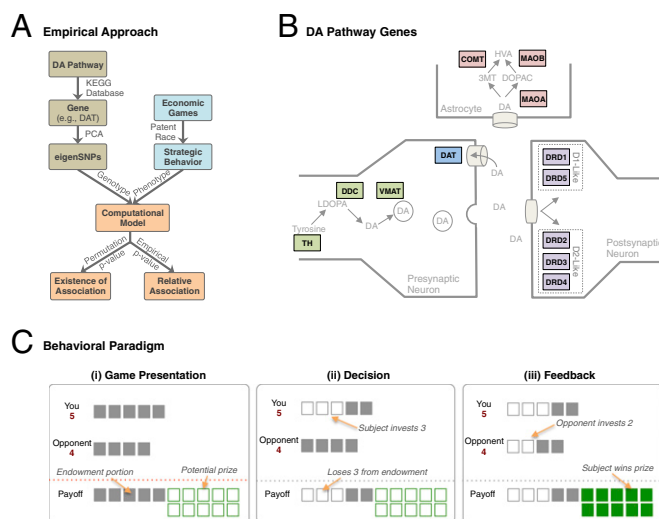 A Empirical Approach
DA Pathway
KEGG
Database
Gene
(e.g., DAT)
PCA
eigenSNPs
Economic
Games
Patent
Race
Strategic
Behavior
Genotype
Phenotype
Computational
Model
Permutation
p-value
Empirical
p-value
Existence of
Association
Relative
Association
B DA Pathway Genes
COMT
HVA
MAOB
3MT DOPAC
MAOA
DA
Astrocyte
DAT
DA
DDC
VMAT
LDOPA
DA
DA
DA
Tyrosine
TH
Presynaptic
Neuron
DA
DA
DRD1
DRD5
D1-Like
DRD2
DRD3
DRD4
D2-Like
Postsynaptic
Neuron
C Behavioral Paradigm
(i) Game Presentation
You
5
Opponent
4
Endowment portion
Potential prize
Payoff
(ii) Decision
You
5
Subject invests 3
Opponent
4
Loses 3 from endowment
Payoff
(iii) Feedback
You
5
Opponent invests 2
Opponent
4
Subject wins prize
Payoff